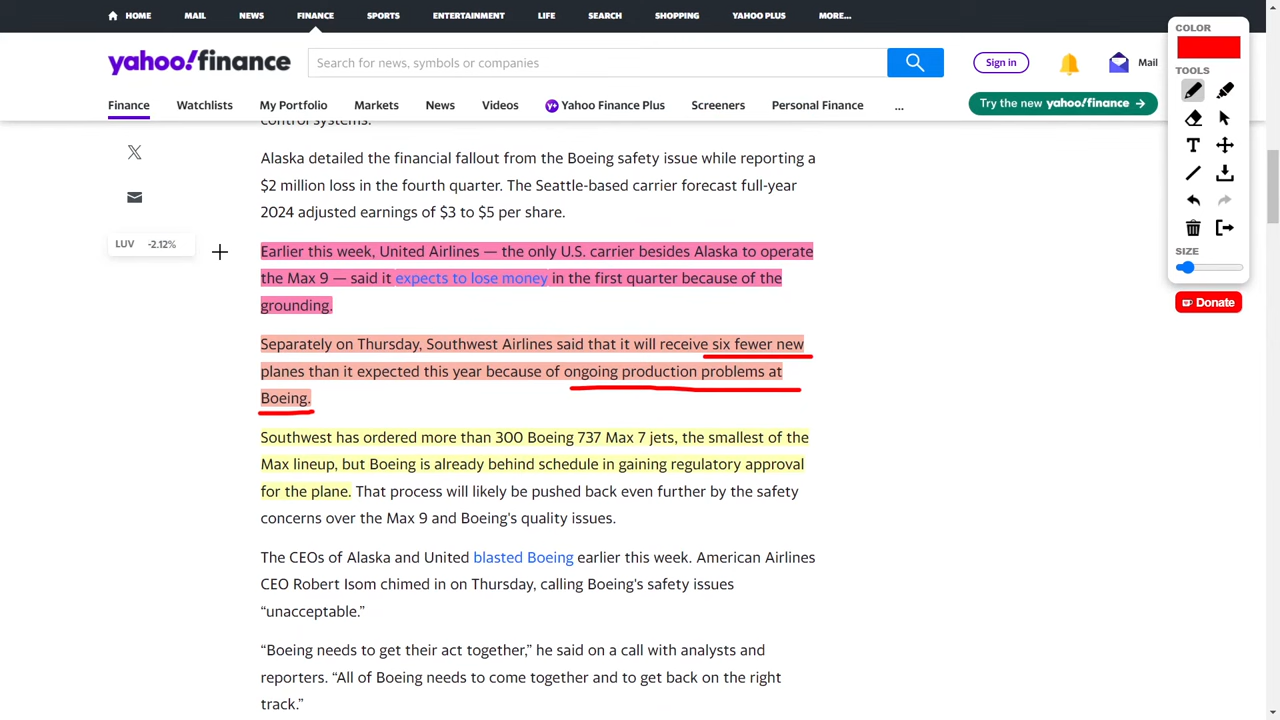 HOME MAIL NEWS FINANCE SPORTS ENTERTAINMENT LIFE SEARCH SHOPPING YAHOO PLUS MORE...
COLOR
yahoo!finance
Search for news, symbols or companies
Sign in
Mail
TOOLS
Finance Watchlists My Portfolio Markets News Videos Yahoo Finance Plus Screeners Personal Finance ...
Try the new yahoo!finance →
control systems.
Alaska detailed the financial fallout from the Boeing safety issue while reporting a
$2 million loss in the fourth quarter. The Seattle-based carrier forecast full-year
2024 adjusted earnings of $3 to $5 per share.
LUV -2.12%
Earlier this week, United Airlines — the only U.S. carrier besides Alaska to operate
the Max 9 — said it expects to lose money in the first quarter because of the
grounding.
SIZE
Donate
Separately on Thursday, Southwest Airlines said that it will receive six fewer new
planes than it expected this year because of ongoing production problems at
Boeing.
Southwest has ordered more than 300 Boeing 737 Max 7 jets, the smallest of the
Max lineup, but Boeing is already behind schedule in gaining regulatory approval
for the plane. That process will likely be pushed back even further by the safety
concerns over the Max 9 and Boeing's quality issues.
The CEOs of Alaska and United blasted Boeing earlier this week. American Airlines
CEO Robert Isom chimed in on Thursday, calling Boeing's safety issues
“unacceptable.”
“Boeing needs to get their act together,” he said on a call with analysts and
reporters. “All of Boeing needs to come together and to get back on the right
track.”